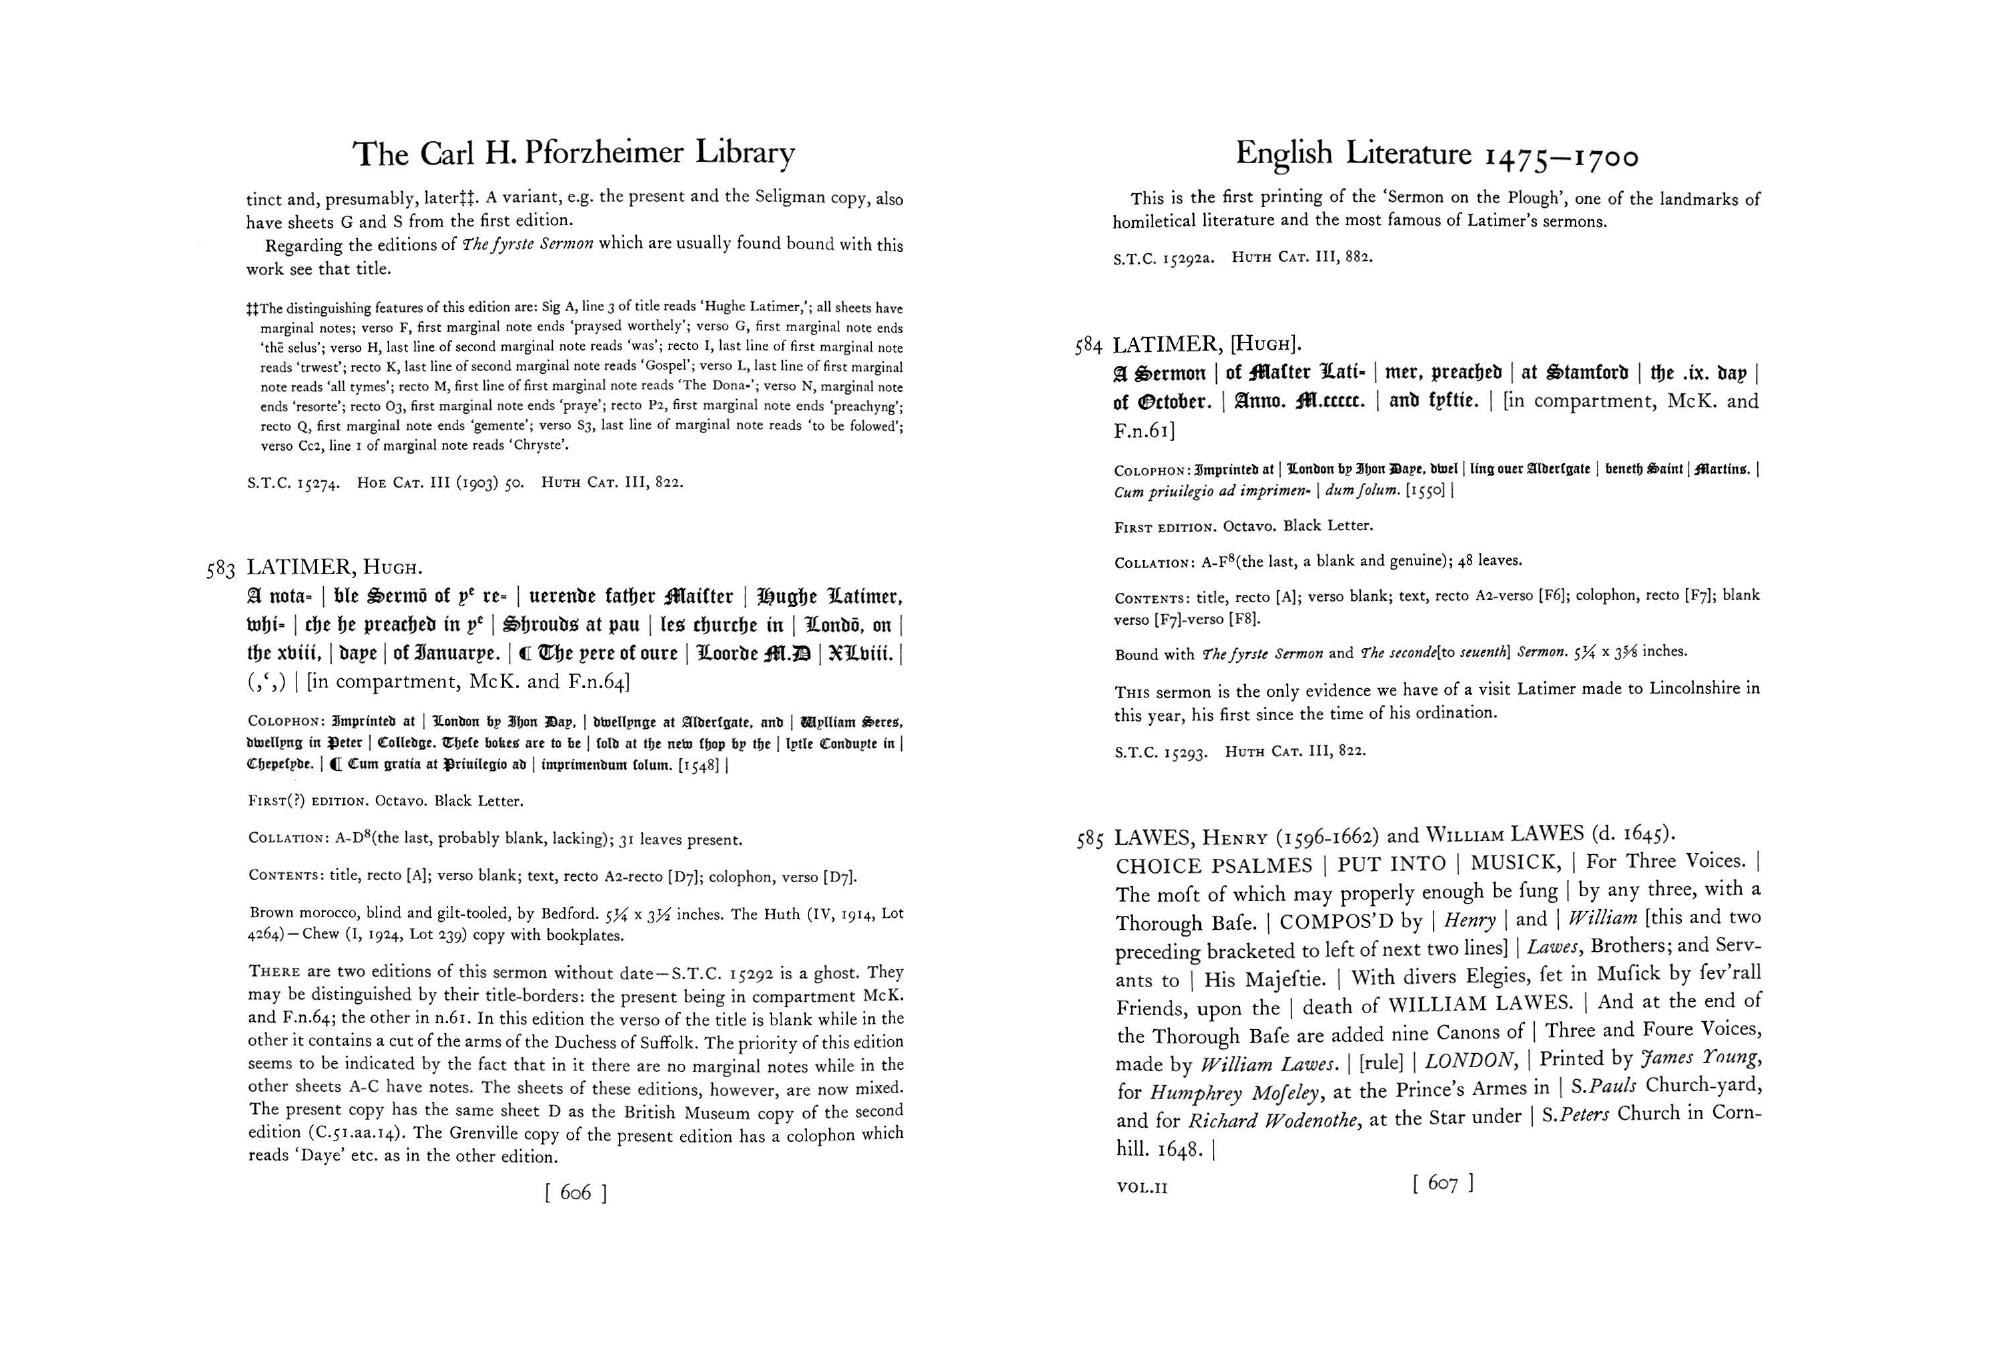 The Carl H. Pforzheimer Library
tinct and, presumably, later‡‡. A variant, e.g. the present and the Seligman copy, also
have sheets G and S from the first edition.
Regarding the editions of The fyrste Sermon which are usually found bound with this
work see that title.
‡‡The distinguishing features of this edition are: Sig A, line 3 of title reads ‘Hughe Latimer,’; all sheets have
marginal notes; verso F, first marginal note ends ‘praysed worthely’; verso G, first marginal note ends
‘thē selus’; verso H, last line of second marginal note reads ‘was’; recto I, last line of first marginal note
reads ‘trwest’; recto K, last line of second marginal note reads ‘Gospel’; verso L, last line of first marginal
note reads ‘all tymes’; recto M, first line of first marginal note reads ‘The Dona-’; verso N, marginal note
ends ‘resorte’; recto O3, first marginal note ends ‘praye’; recto P2, first marginal note ends ‘preachyng’;
recto Q, first marginal note ends ‘gemente’; verso S3, last line of marginal note reads ‘to be folowed’;
verso Cc2, line 1 of marginal note reads ‘Chryste’.
S.T.C. 15274. Hoe Cat. III (1903) 50. Huth Cat. III, 822.
583 LATIMER, Hugh.
A nota- | ble Sermō of yᵉ re- | uerende father Maiſter | Hughe Latimer,
whi- | che he preached in yᵉ | Shrouds at pau | les churche in | Londō, on |
the xviii, | daye | of Ianuarye. | ¶ The yere of oure | Loorde M.D | XLviii. |
(,‘,) | [in compartment, McK. and F.n.64]
Colophon: Imprinted at | London by Jhon Day, | dwellynge at Alderſgate, and | Wylliam Seres,
dwellyng in Peter | Colledge. Theſe bokes are to be | ſold at the new ſhop by the | lytle Conduyte in |
Chepeſyde. | ¶ Cum gratia at Priuilegio ad | imprimendum ſolum. [1548] |
First(?) edition. Octavo. Black Letter.
Collation: A-D⁸(the last, probably blank, lacking); 31 leaves present.
Contents: title, recto [A]; verso blank; text, recto A2-recto [D7]; colophon, verso [D7].
Brown morocco, blind and gilt-tooled, by Bedford. 5¼ x 3½ inches. The Huth (IV, 1914, Lot
4264)—Chew (I, 1924, Lot 239) copy with bookplates.
There are two editions of this sermon without date—S.T.C. 15292 is a ghost. They
may be distinguished by their title-borders: the present being in compartment McK.
and F.n.64; the other in n.61. In this edition the verso of the title is blank while in the
other it contains a cut of the arms of the Duchess of Suffolk. The priority of this edition
seems to be indicated by the fact that in it there are no marginal notes while in the
other sheets A-C have notes. The sheets of these editions, however, are now mixed.
The present copy has the same sheet D as the British Museum copy of the second
edition (C.51.aa.14). The Grenville copy of the present edition has a colophon which
reads ‘Daye’ etc. as in the other edition.
[ 606 ]
English Literature 1475—1700
This is the first printing of the ‘Sermon on the Plough’, one of the landmarks of
homiletical literature and the most famous of Latimer’s sermons.
S.T.C. 15292a. Huth Cat. III, 882.
584 LATIMER, [Hugh].
A Sermon | of Maſter Lati- | mer, preached | at Stamford | the .ix. day |
of October. | Anno. M.ccccc. | and fyftie. | [in compartment, McK. and
F.n.61]
Colophon: Imprinted at | London by Jhon Daye, dwel | ling ouer Alderſgate | beneth Saint | Martins. |
Cum priuilegio ad imprimen- | dum ſolum. [1550] |
First edition. Octavo. Black Letter.
Collation: A-F⁸(the last, a blank and genuine); 48 leaves.
Contents: title, recto [A]; verso blank; text, recto A2-verso [F6]; colophon, recto [F7]; blank
verso [F7]-verso [F8].
Bound with The fyrste Sermon and The seconde[to seuenth] Sermon. 5¼ x 3⅝ inches.
This sermon is the only evidence we have of a visit Latimer made to Lincolnshire in
this year, his first since the time of his ordination.
S.T.C. 15293. Huth Cat. III, 822.
585 LAWES, Henry (1596-1662) and William LAWES (d. 1645).
CHOICE PSALMES | PUT INTO | MUSICK, | For Three Voices. |
The moſt of which may properly enough be ſung | by any three, with a
Thorough Baſe. | COMPOS’D by | Henry | and | William [this and two
preceding bracketed to left of next two lines] | Lawes, Brothers; and Serv-
ants to | His Majeſtie. | With divers Elegies, ſet in Muſick by ſev’rall
Friends, upon the | death of WILLIAM LAWES. | And at the end of
the Thorough Baſe are added nine Canons of | Three and Foure Voices,
made by William Lawes. | [rule] | LONDON, | Printed by James Young,
for Humphrey Moſeley, at the Prince’s Armes in | S.Pauls Church-yard,
and for Richard Wodenothe, at the Star under | S.Peters Church in Corn-
hill. 1648. |
VOL.II
[ 607 ]